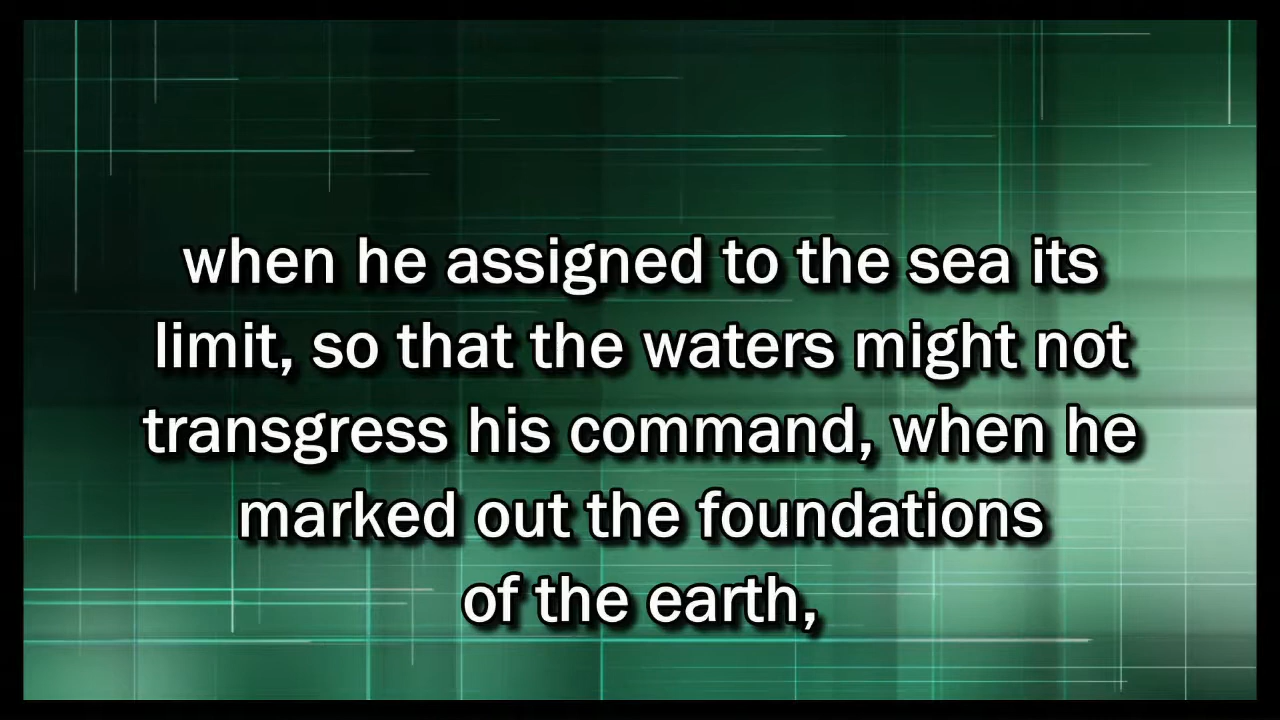 when he assigned to the sea its
limit, so that the waters might not
transgress his command, when he
marked out the foundations
of the earth,